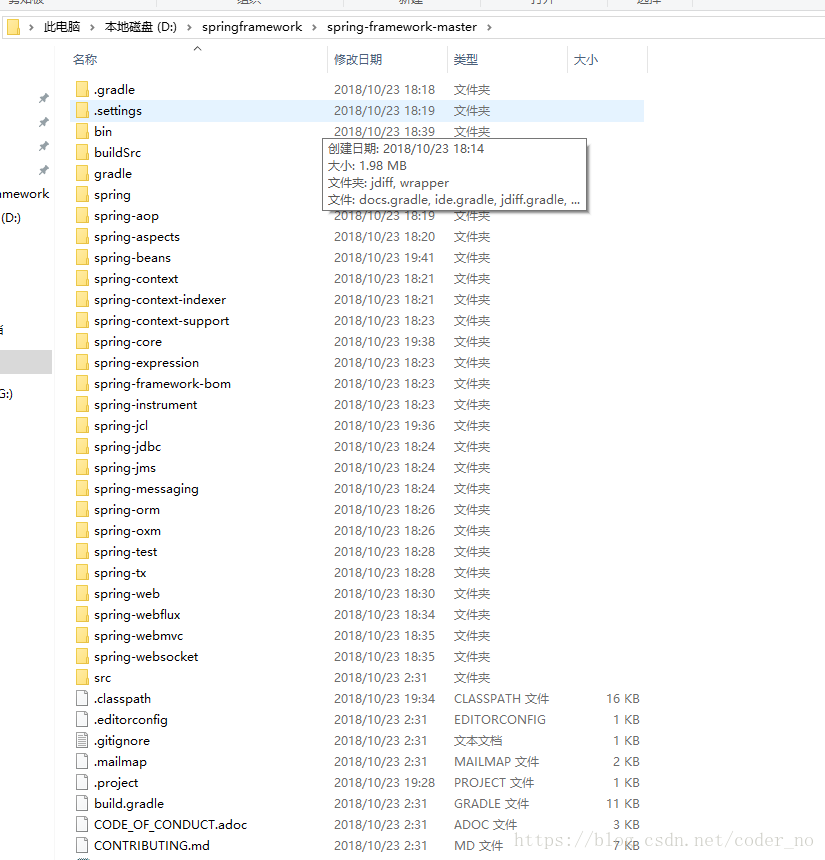 此电脑 › 本地磁盘 (D:) › springframework › spring-framework-master ›
名称 修改日期 类型 大小
.gradle 2018/10/23 18:18 文件夹
.settings 2018/10/23 18:19 文件夹
bin 2018/10/23 18:39 文件夹
buildSrc
gradle
spring
创建日期: 2018/10/23 18:14
大小: 1.98 MB
文件夹: jdiff, wrapper
文件: docs.gradle, ide.gradle, jdiff.gradle, ...
amework
(D:)
G:)
spring-aop 2018/10/23 18:19 文件夹
spring-aspects 2018/10/23 18:20 文件夹
spring-beans 2018/10/23 19:41 文件夹
spring-context 2018/10/23 18:21 文件夹
spring-context-indexer 2018/10/23 18:21 文件夹
spring-context-support 2018/10/23 18:23 文件夹
spring-core 2018/10/23 19:38 文件夹
spring-expression 2018/10/23 18:23 文件夹
spring-framework-bom 2018/10/23 18:23 文件夹
spring-instrument 2018/10/23 18:23 文件夹
spring-jcl 2018/10/23 19:36 文件夹
spring-jdbc 2018/10/23 18:24 文件夹
spring-jms 2018/10/23 18:24 文件夹
spring-messaging 2018/10/23 18:24 文件夹
spring-orm 2018/10/23 18:26 文件夹
spring-oxm 2018/10/23 18:26 文件夹
spring-test 2018/10/23 18:28 文件夹
spring-tx 2018/10/23 18:28 文件夹
spring-web 2018/10/23 18:30 文件夹
spring-webflux 2018/10/23 18:34 文件夹
spring-webmvc 2018/10/23 18:35 文件夹
spring-websocket 2018/10/23 18:35 文件夹
src 2018/10/23 2:31 文件夹
.classpath 2018/10/23 19:34 CLASSPATH 文件 16 KB
.editorconfig 2018/10/23 2:31 EDITORCONFIG 1 KB
.gitignore 2018/10/23 2:31 文本文档 1 KB
.mailmap 2018/10/23 2:31 MAILMAP 文件 2 KB
.project 2018/10/23 19:28 PROJECT 文件 1 KB
build.gradle 2018/10/23 2:31 GRADLE 文件 11 KB
CODE_OF_CONDUCT.adoc 2018/10/23 2:31 ADOC 文件 3 KB
CONTRIBUTING.md 2018/10/23 2:31 MD 文件 7 KB
https://blog.csdn.net/coder_no